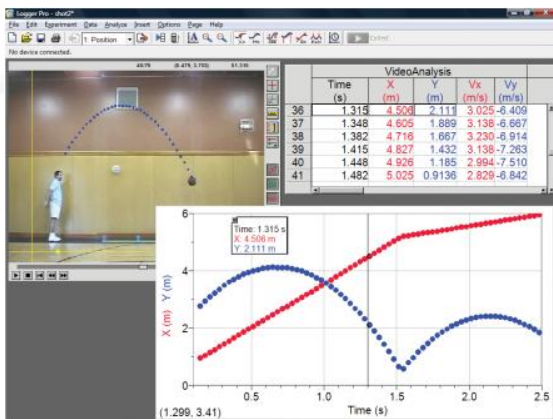 Logger Pro - shot2*
File Edit Experiment Data Analyze Insert Options Page Help
1: Position
Collect
No device connected.
VideoAnalysis
Time X Y Vx Vy
(s) (m) (m) (m/s) (m/s)
36 1.315 4.506 2.111 3.025 -6.409
37 1.348 4.605 1.889 3.138 -6.667
38 1.382 4.716 1.667 3.230 -6.914
39 1.415 4.827 1.432 3.138 -7.263
40 1.448 4.926 1.185 2.994 -7.510
41 1.482 5.025 0.9136 2.829 -6.842
Time: 1.315 s
X: 4.506 m
Y: 2.111 m
X (m) Y (m)
6
4
2
0
0.5 1.0 1.5 2.0 2.5
Time (s)
(1.299, 3.41)